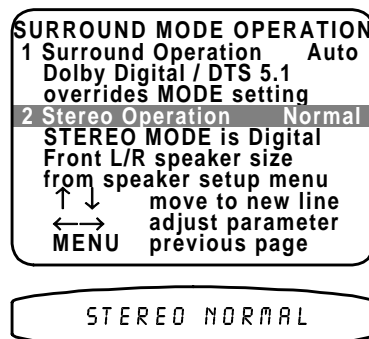 SURROUND MODE OPERATION
1 Surround Operation Auto
Dolby Digital / DTS 5.1
overrides MODE setting
2 Stereo Operation Normal
STEREO MODE is Digital
Front L/R speaker size
from speaker setup menu
↑ ↓ move to new line
←→ adjust parameter
MENU previous page
STEREO NORMAL